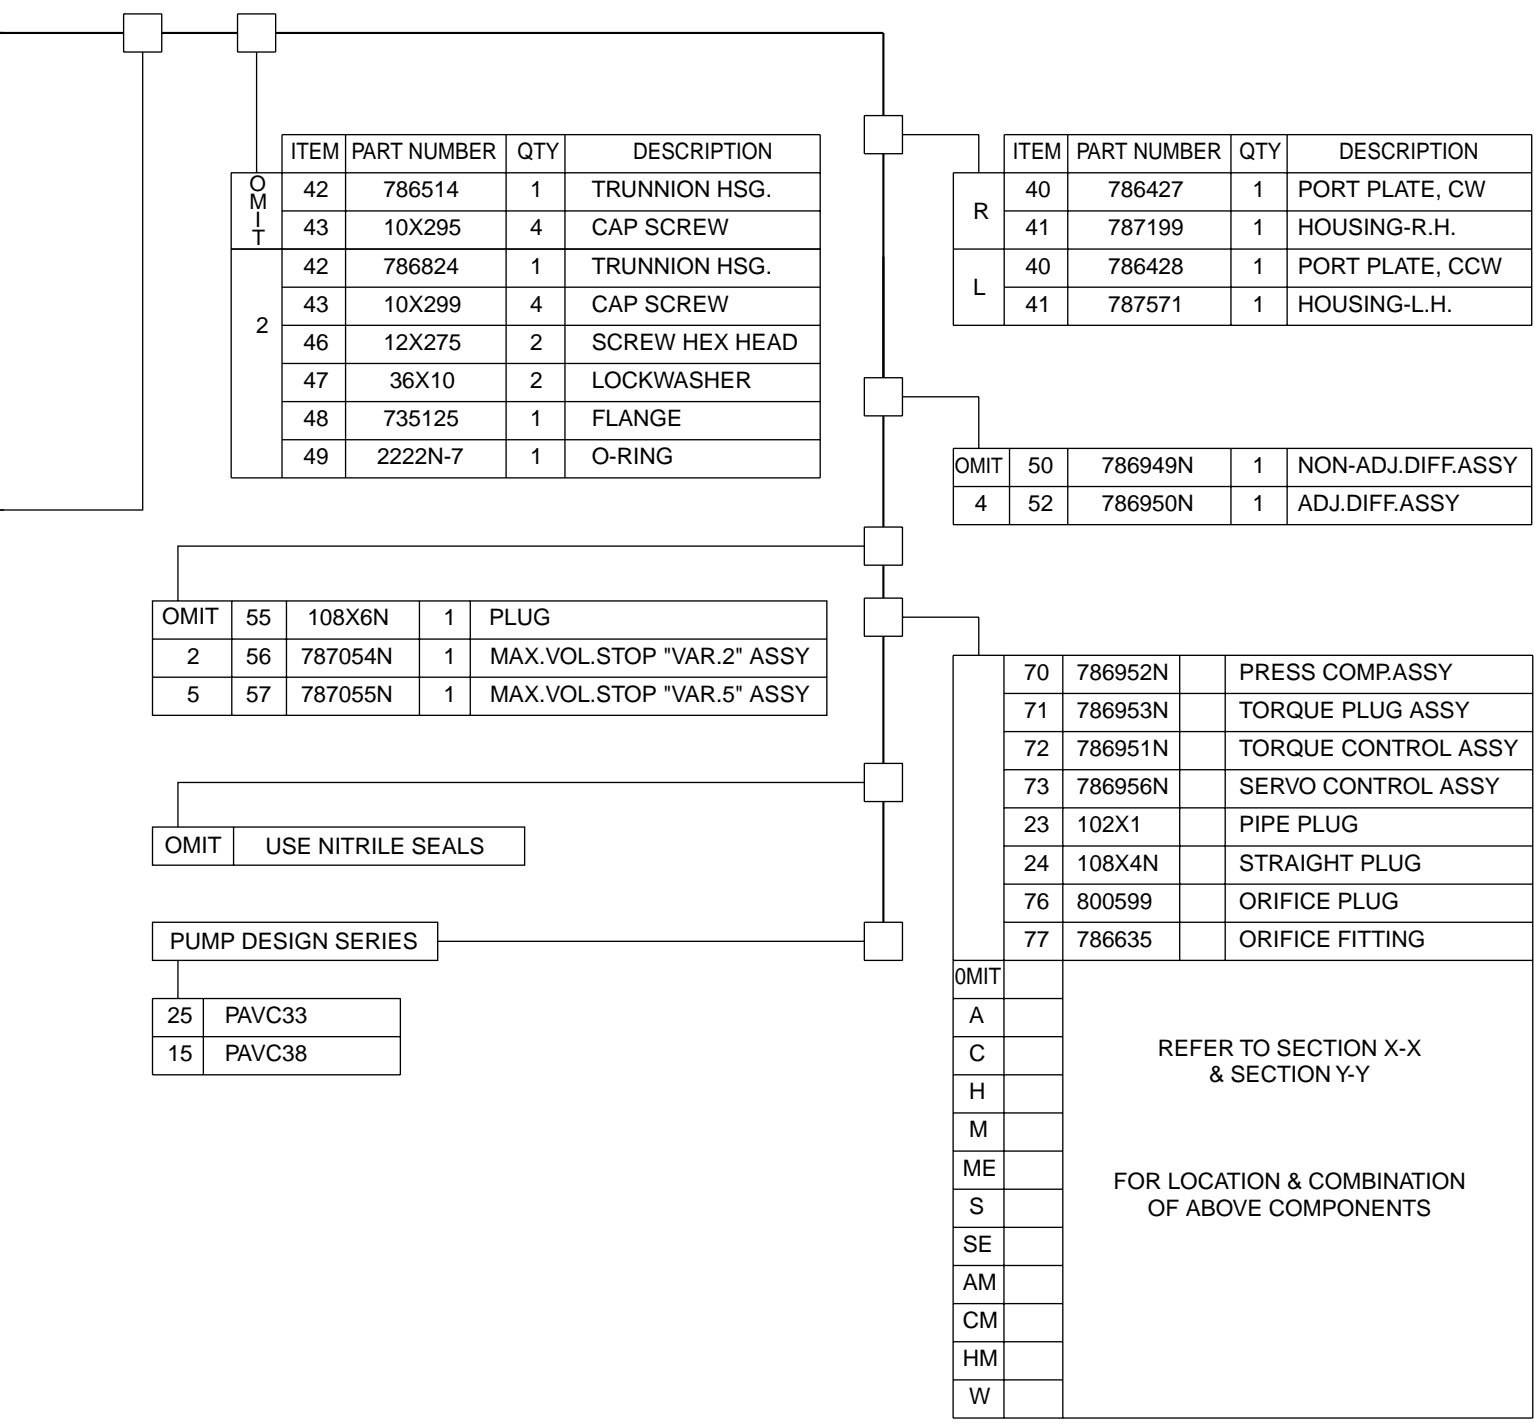 ITEM PART NUMBER QTY DESCRIPTION
OMIT 42 786514 1 TRUNNION HSG.
43 10X295 4 CAP SCREW
2 42 786824 1 TRUNNION HSG.
43 10X299 4 CAP SCREW
46 12X275 2 SCREW HEX HEAD
47 36X10 2 LOCKWASHER
48 735125 1 FLANGE
49 2222N-7 1 O-RING
ITEM PART NUMBER QTY DESCRIPTION
R 40 786427 1 PORT PLATE, CW
41 787199 1 HOUSING-R.H.
L 40 786428 1 PORT PLATE, CCW
41 787571 1 HOUSING-L.H.
OMIT 50 786949N 1 NON-ADJ.DIFF.ASSY
4 52 786950N 1 ADJ.DIFF.ASSY
OMIT 55 108X6N 1 PLUG
2 56 787054N 1 MAX.VOL.STOP "VAR.2" ASSY
5 57 787055N 1 MAX.VOL.STOP "VAR.5" ASSY
OMIT USE NITRILE SEALS
PUMP DESIGN SERIES
25 PAVC33
15 PAVC38
70 786952N PRESS COMP.ASSY
71 786953N TORQUE PLUG ASSY
72 786951N TORQUE CONTROL ASSY
73 786956N SERVO CONTROL ASSY
23 102X1 PIPE PLUG
24 108X4N STRAIGHT PLUG
76 800599 ORIFICE PLUG
77 786635 ORIFICE FITTING
0MIT
A
C
H
M
ME
S
SE
AM
CM
HM
W
REFER TO SECTION X-X
& SECTION Y-Y
FOR LOCATION & COMBINATION
OF ABOVE COMPONENTS